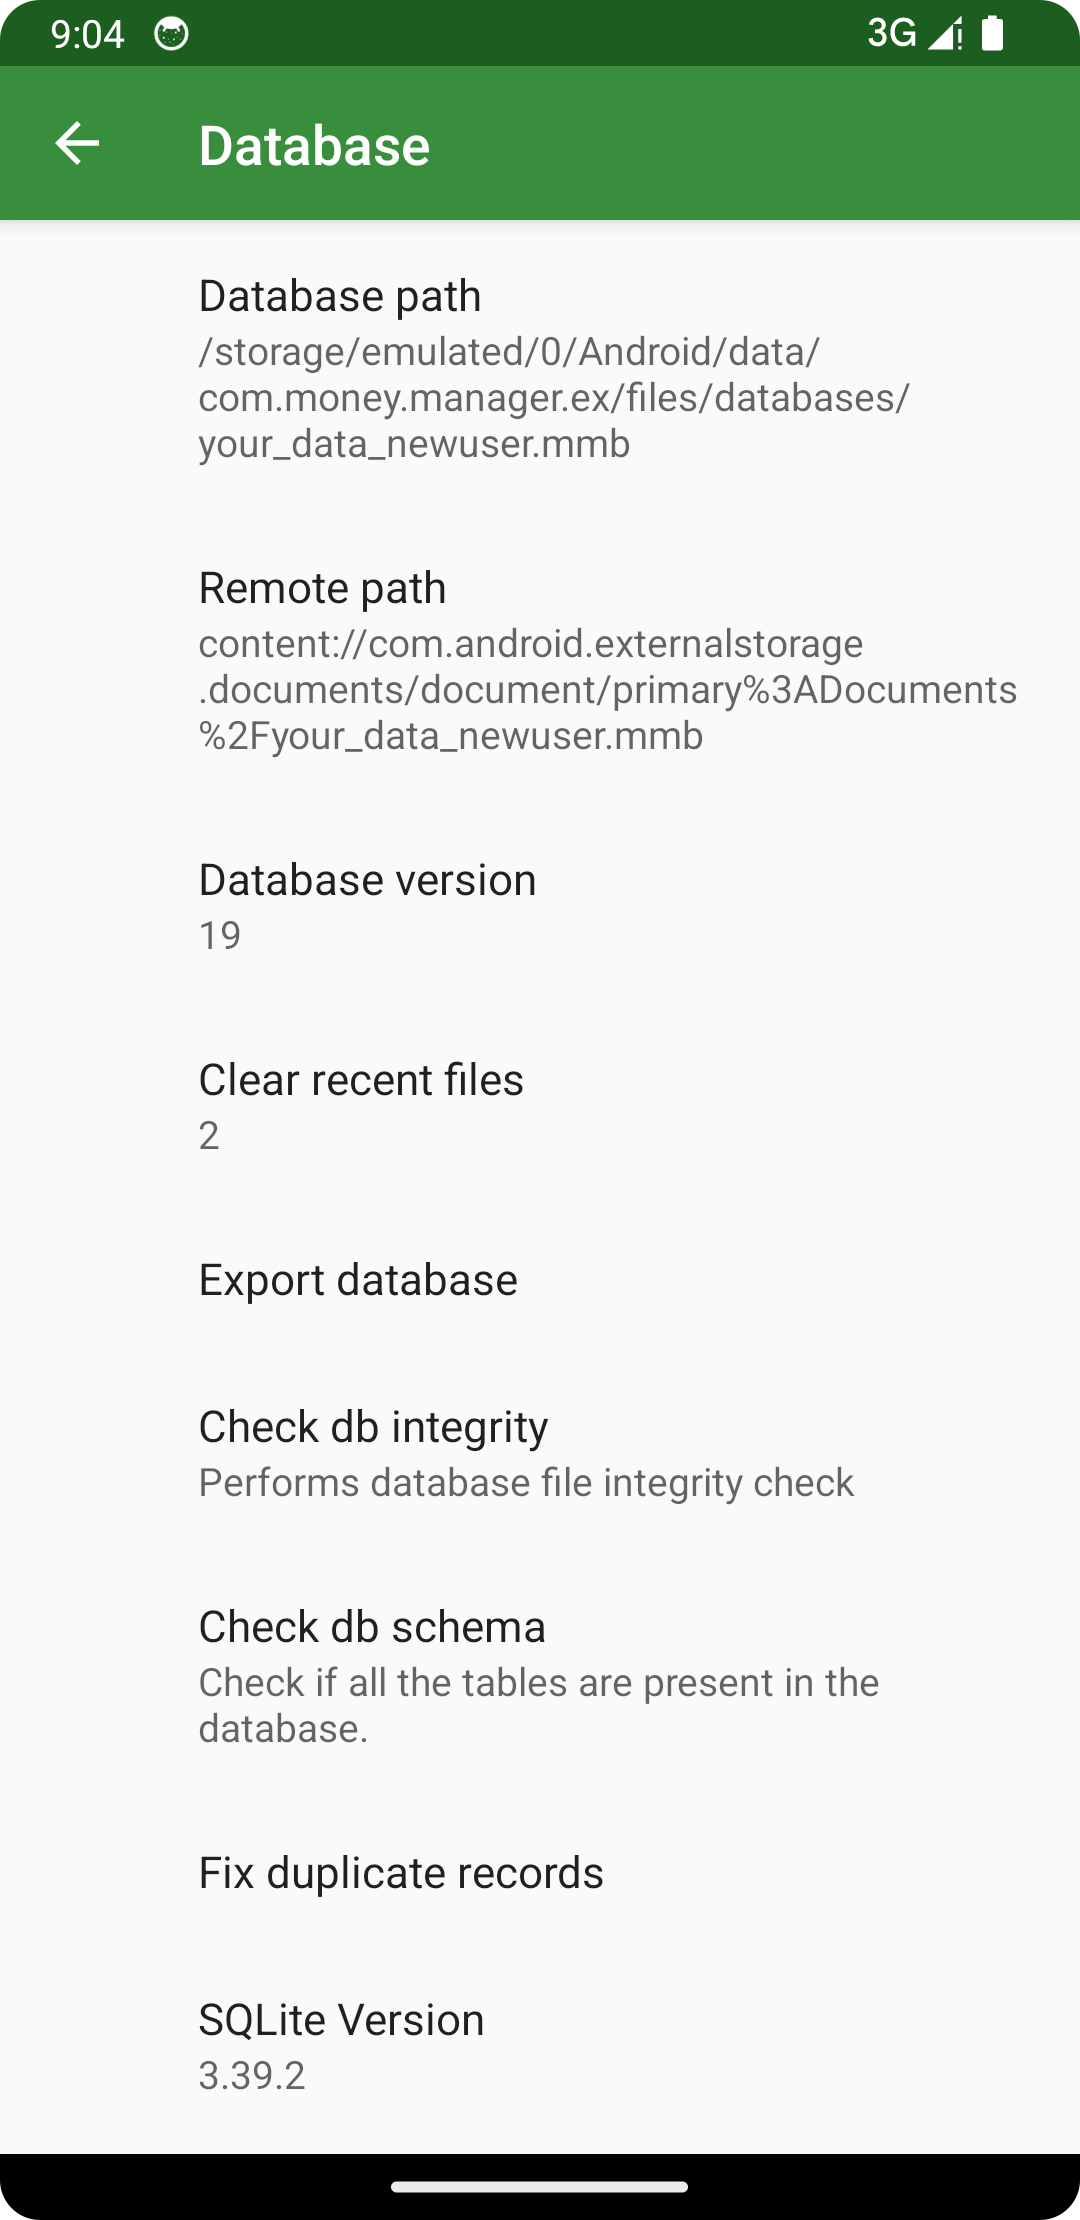 9:04
3G
Database
Database path
/storage/emulated/0/Android/data/
com.money.manager.ex/files/databases/
your_data_newuser.mmb
Remote path
content://com.android.externalstorage
.documents/document/primary%3ADocuments
%2Fyour_data_newuser.mmb
Database version
19
Clear recent files
2
Export database
Check db integrity
Performs database file integrity check
Check db schema
Check if all the tables are present in the
database.
Fix duplicate records
SQLite Version
3.39.2